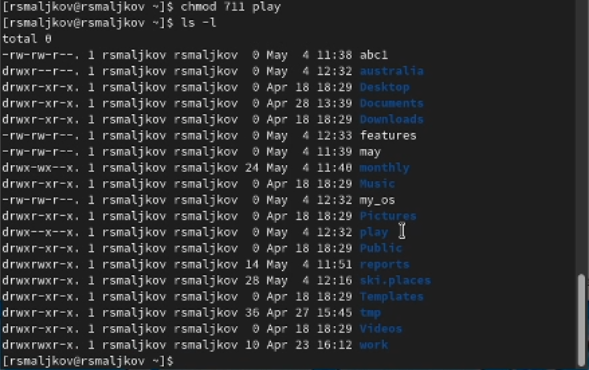 [rsmaljkov@rsmaljkov ~]$ chmod 711 play
[rsmaljkov@rsmaljkov ~]$ ls -l
total 0
-rw-rw-r--. 1 rsmaljkov rsmaljkov  0 May  4 11:38 abc1
drwxr-xr-x. 1 rsmaljkov rsmaljkov  0 May  4 12:32 australia
drwxr-xr-x. 1 rsmaljkov rsmaljkov  0 Apr 18 18:29 Desktop
drwxr-xr-x. 1 rsmaljkov rsmaljkov  0 Apr 28 13:39 Documents
drwxr-xr-x. 1 rsmaljkov rsmaljkov  0 Apr 18 18:29 Downloads
-rw-rw-r--. 1 rsmaljkov rsmaljkov  0 May  4 12:33 features
-rw-rw-r--. 1 rsmaljkov rsmaljkov  0 May  4 11:39 may
drwx-wx--x. 1 rsmaljkov rsmaljkov 24 May  4 11:40 monthly
drwxr-xr-x. 1 rsmaljkov rsmaljkov  0 Apr 18 18:29 Music
-rw-rw-r--. 1 rsmaljkov rsmaljkov  0 May  4 12:32 my_os
drwxr-xr-x. 1 rsmaljkov rsmaljkov  0 Apr 18 18:29 Pictures
drwx--x--x. 1 rsmaljkov rsmaljkov  0 May  4 12:32 play
drwxr-xr-x. 1 rsmaljkov rsmaljkov  0 Apr 18 18:29 Public
drwxrwxr-x. 1 rsmaljkov rsmaljkov 14 May  4 11:51 reports
drwxrwxr-x. 1 rsmaljkov rsmaljkov 28 May  4 12:16 ski.places
drwxr-xr-x. 1 rsmaljkov rsmaljkov  0 Apr 18 18:29 Templates
drwxrwxr-x. 1 rsmaljkov rsmaljkov 36 Apr 27 15:45 tmp
drwxr-xr-x. 1 rsmaljkov rsmaljkov  0 Apr 18 18:29 Videos
drwxrwxr-x. 1 rsmaljkov rsmaljkov 10 Apr 23 16:12 work
[rsmaljkov@rsmaljkov ~]$